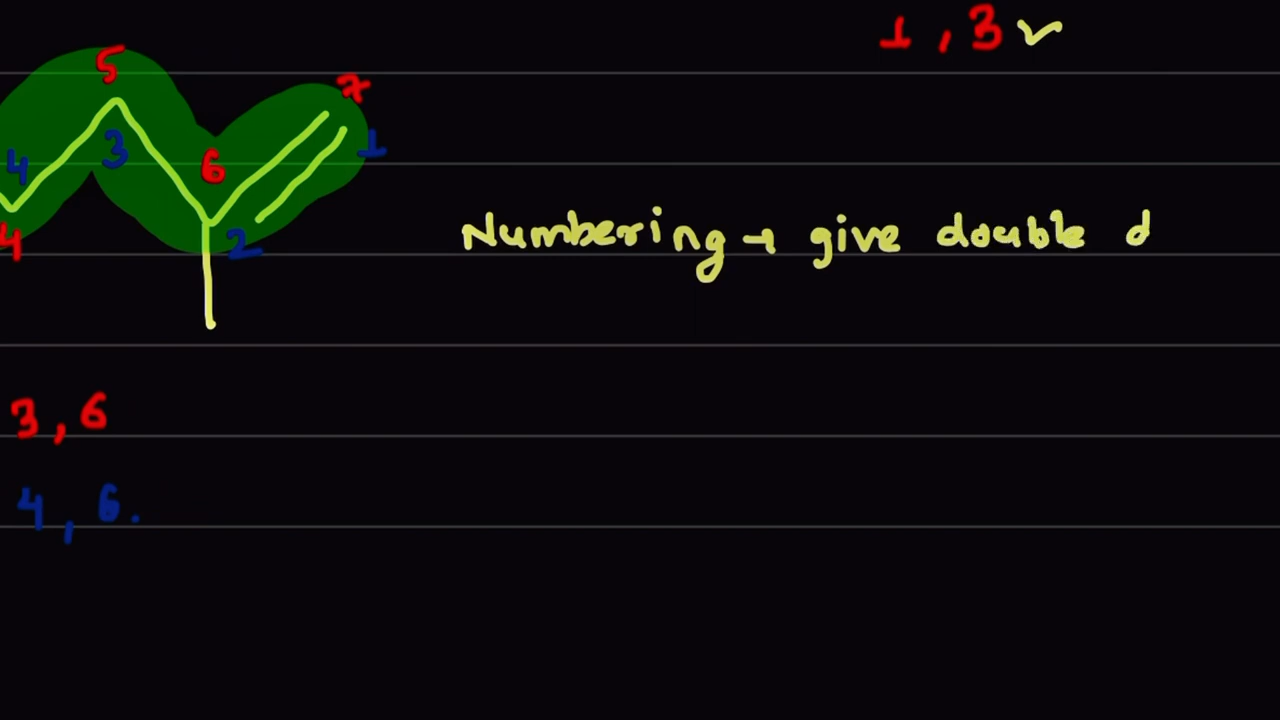 1 , 3
5
7
4 3 6 1
4 2
Numbering → give double d
3 , 6
4 , 6 .